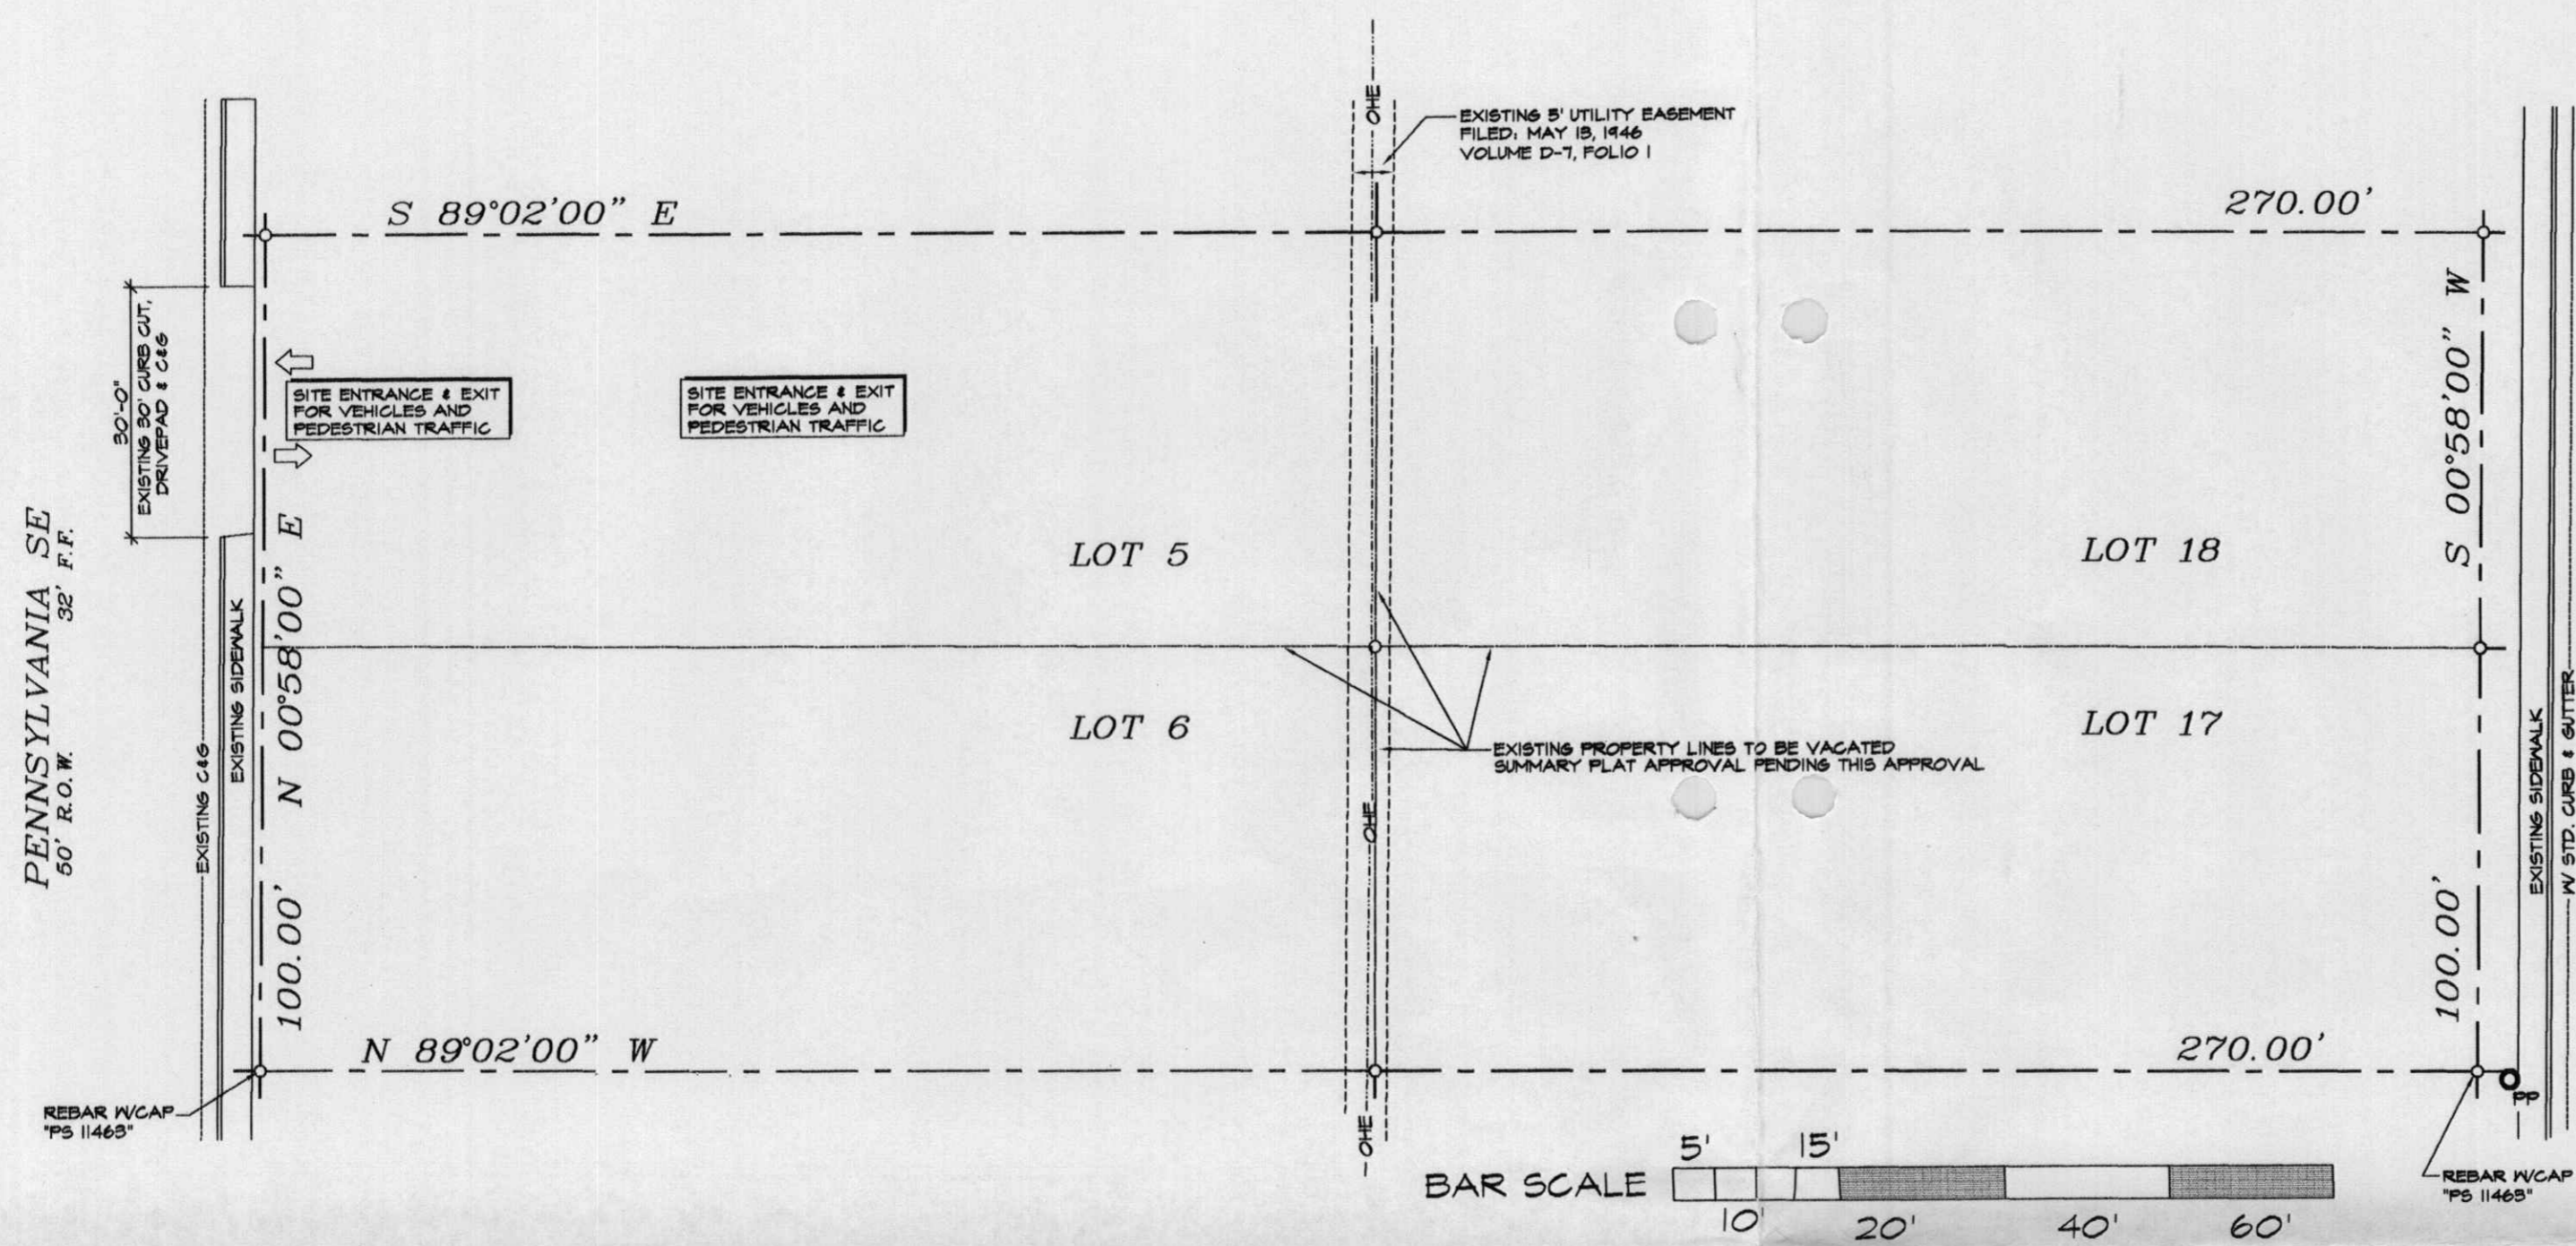 OHE
EXISTING 5' UTILITY EASEMENT
FILED: MAY 13, 1946
VOLUME D-7, FOLIO 1
S 89°02'00" E
270.00'
30'-0"
EXISTING 30' CURB CUT,
DRIVEPAD & C&G
SITE ENTRANCE & EXIT
FOR VEHICLES AND
PEDESTRIAN TRAFFIC
SITE ENTRANCE & EXIT
FOR VEHICLES AND
PEDESTRIAN TRAFFIC
S 00°58'00" W
PENNSYLVANIA SE
50' R.O.W. 32' F.F.
LOT 5
LOT 18
EXISTING C&G
EXISTING SIDEWALK
N 00°58'00" E
100.00'
LOT 6
LOT 17
EXISTING PROPERTY LINES TO BE VACATED
SUMMARY PLAT APPROVAL PENDING THIS APPROVAL
OHE
EXISTING SIDEWALK
W STD. CURB & GUTTER
100.00'
N 89°02'00" W
270.00'
REBAR W/CAP
"PS 11463"
OHE
PP
BAR SCALE
5' 15'
10' 20' 40' 60'
REBAR W/CAP
"PS 11463"